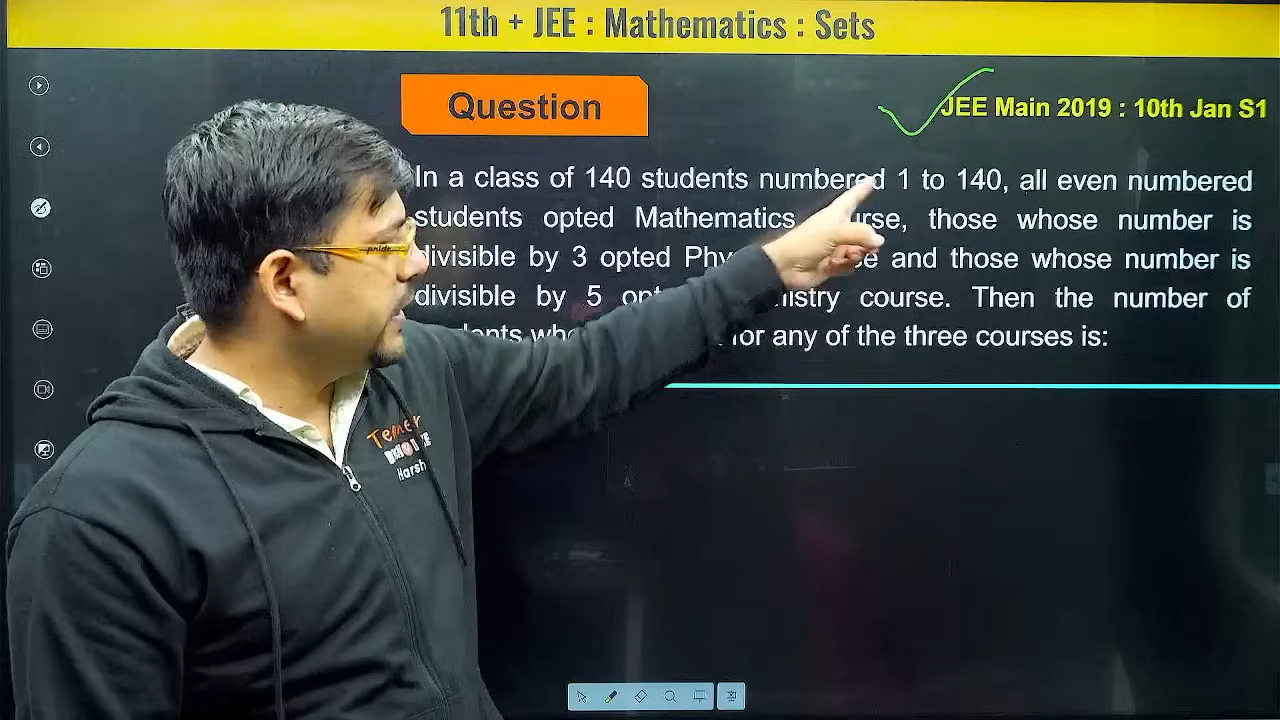 11th + JEE : Mathematics : Sets
Question
JEE Main 2019 : 10th Jan S1
In a class of 140 students numbered 1 to 140, all even numbered
students opted Mathematics course, those whose number is
divisible by 3 opted and those whose number is
divisible by 5 course. Then the number of
for any of the three courses is:
pride
Harsh